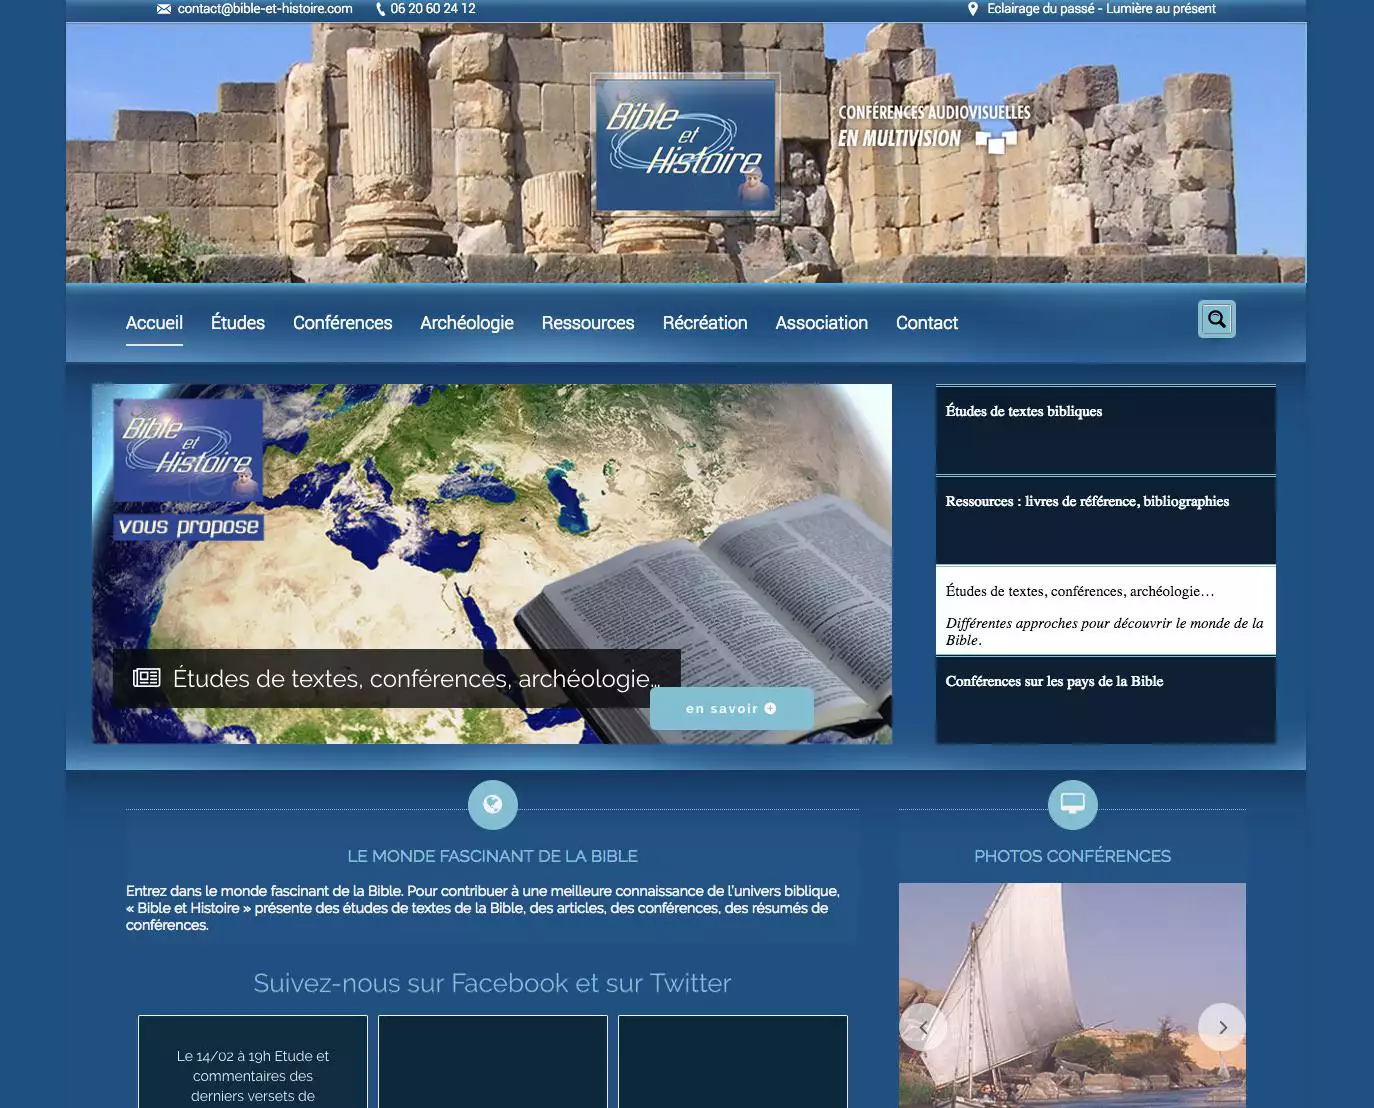 contact@bible-et-histoire.com 06 20 60 24 12 Eclairage du passé - Lumière au présent
Bible
et
Histoire
CONFÉRENCES AUDIOVISUELLES
EN MULTIVISION
Accueil Études Conférences Archéologie Ressources Récréation Association Contact
Bible
et
Histoire
vous propose
Études de textes, conférences, archéologie...
en savoir
Études de textes bibliques
Ressources : livres de référence, bibliographies
Études de textes, conférences, archéologie…
Différentes approches pour découvrir le monde de la
Bible.
Conférences sur les pays de la Bible
LE MONDE FASCINANT DE LA BIBLE
Entrez dans le monde fascinant de la Bible. Pour contribuer à une meilleure connaissance de l'univers biblique,
« Bible et Histoire » présente des études de textes de la Bible, des articles, des conférences, des résumés de
conférences.
Suivez-nous sur Facebook et sur Twitter
Le 14/02 à 19h Etude et
commentaires des
derniers versets de
PHOTOS CONFÉRENCES